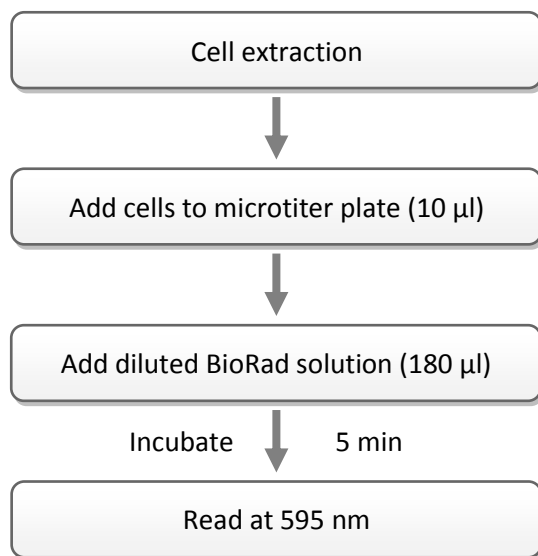 Cell extraction
Add cells to microtiter plate (10 µl)
Add diluted BioRad solution (180 µl)
Incubate 5 min
Read at 595 nm